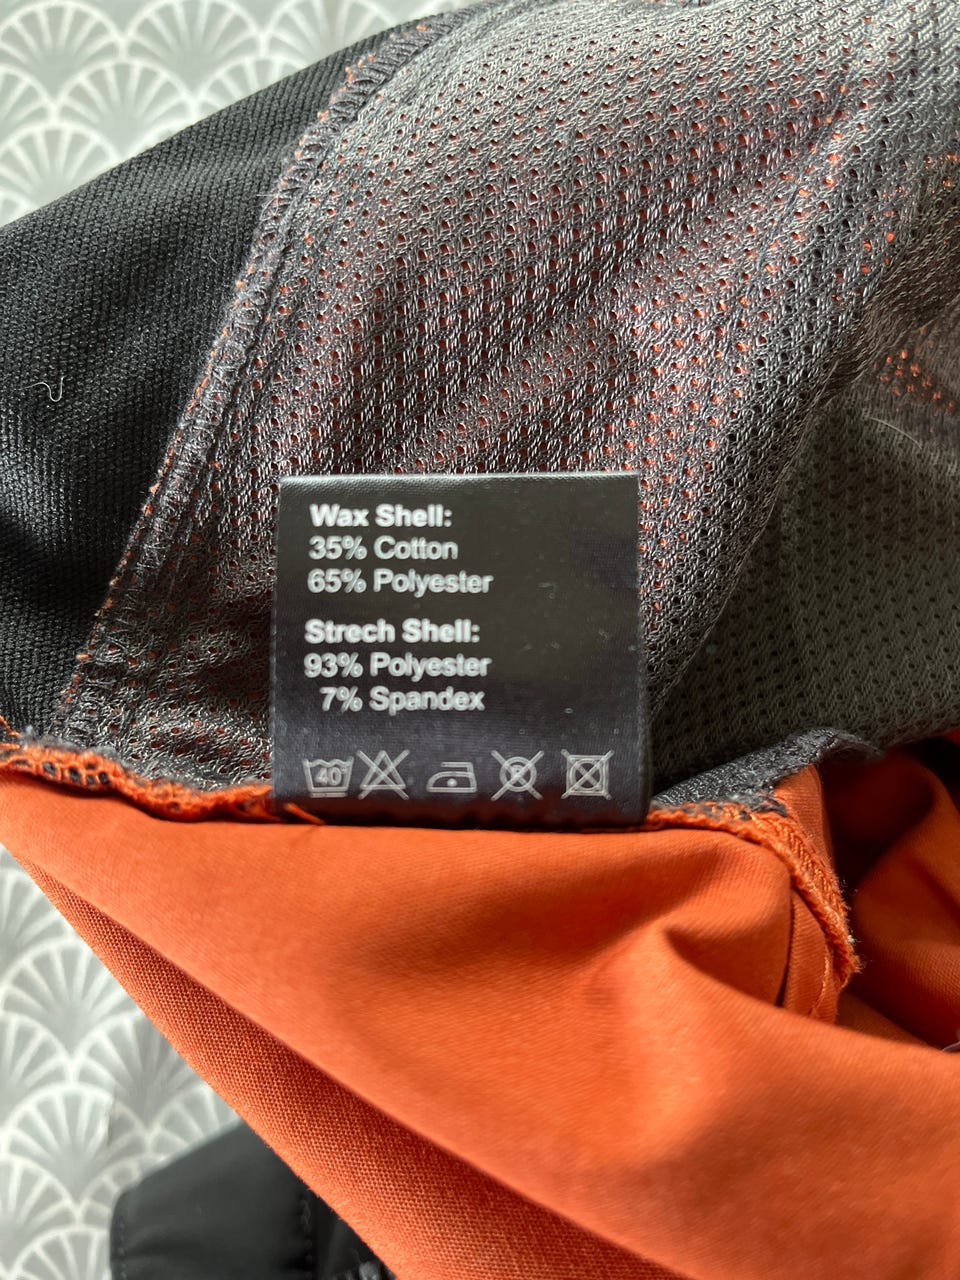 Wax Shell:
35% Cotton
65% Polyester
Strech Shell:
93% Polyester
7% Spandex
40 P